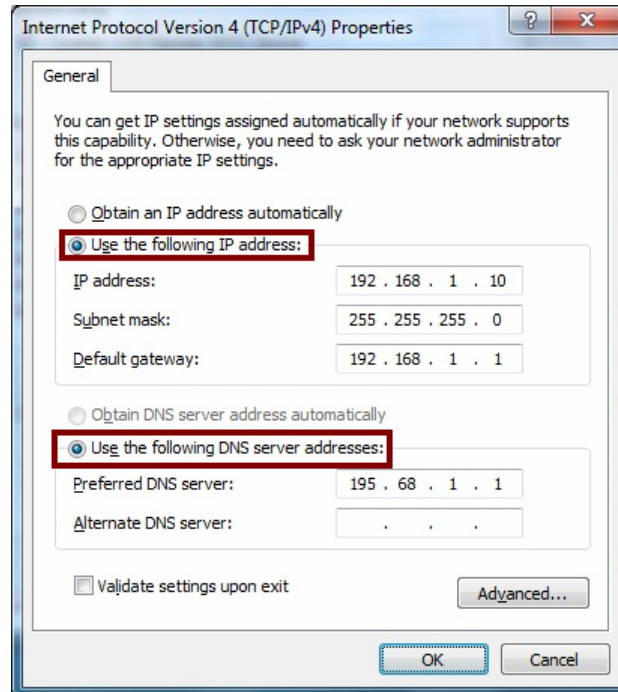 Internet Protocol Version 4 (TCP/IPv4) Properties
?
X
General
You can get IP settings assigned automatically if your network supports
this capability. Otherwise, you need to ask your network administrator
for the appropriate IP settings.
Obtain an IP address automatically
Use the following IP address:
IP address: 192 . 168 . 1 . 10
Subnet mask: 255 . 255 . 255 . 0
Default gateway: 192 . 168 . 1 . 1
Obtain DNS server address automatically
Use the following DNS server addresses:
Preferred DNS server: 195 . 68 . 1 . 1
Alternate DNS server: . . .
Validate settings upon exit
Advanced...
OK Cancel